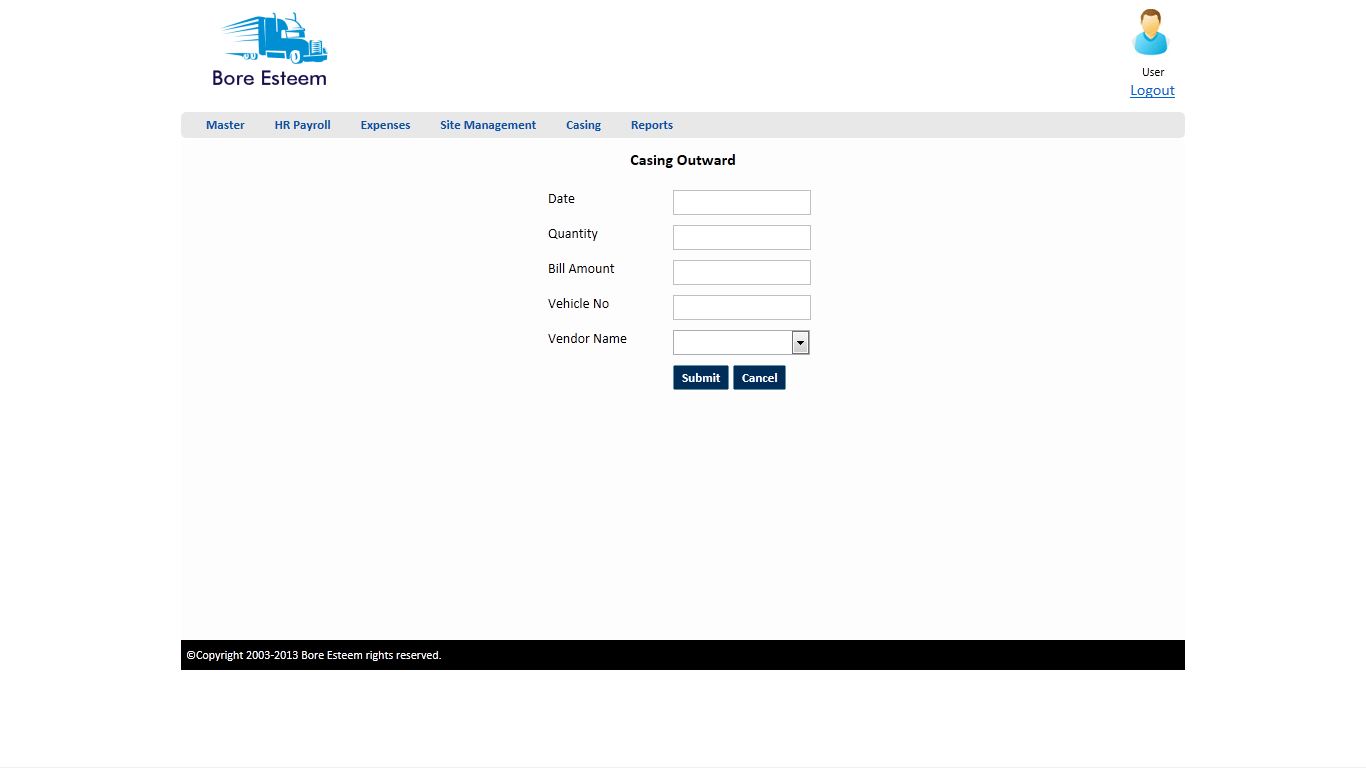 Bore Esteem
User
Logout
Master HR Payroll Expenses Site Management Casing Reports
Casing Outward
Date
Quantity
Bill Amount
Vehicle No
Vendor Name
Submit Cancel
©Copyright 2003-2013 Bore Esteem rights reserved.